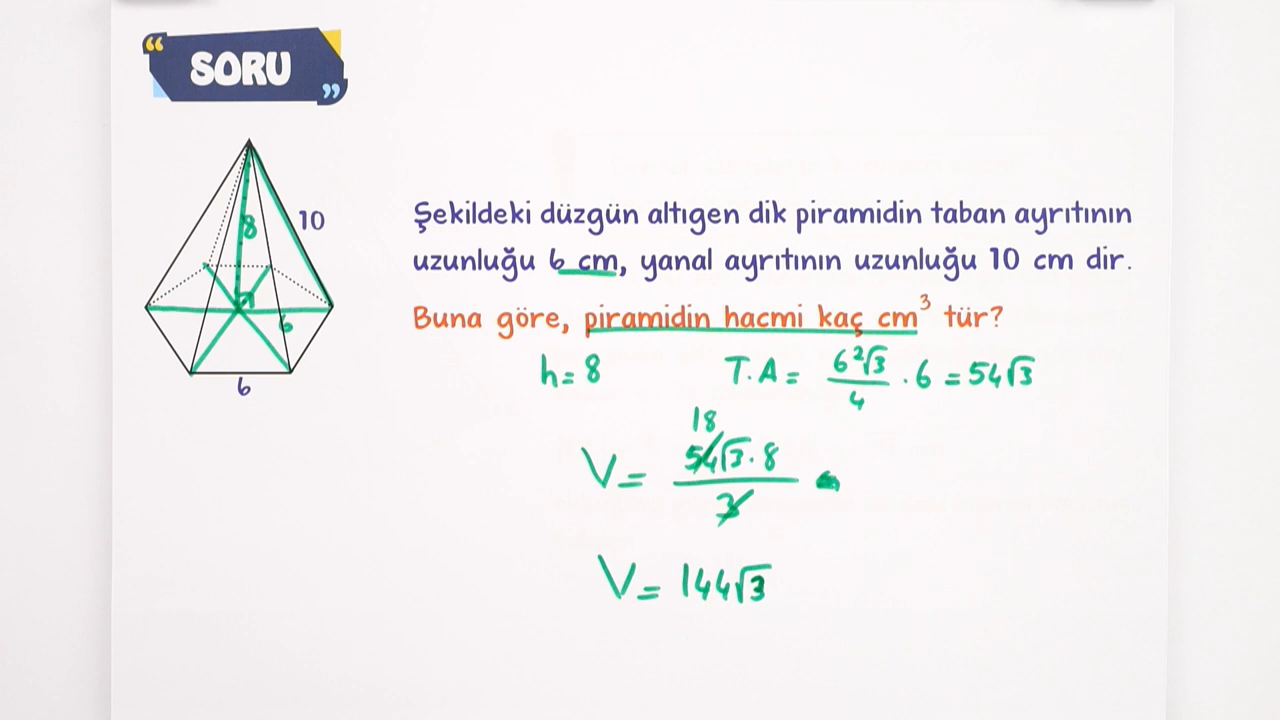 “ SORU ”
8
10
6
6
Şekildeki düzgün altıgen dik piramidin taban ayrıtının
uzunluğu 6 cm, yanal ayrıtının uzunluğu 10 cm dir.
Buna göre, piramidin hacmi kaç cm³ tür?
h = 8
T.A = 6²√3 / 4 . 6 = 54√3
18
V = 54√3 . 8 / 3
V = 144√3